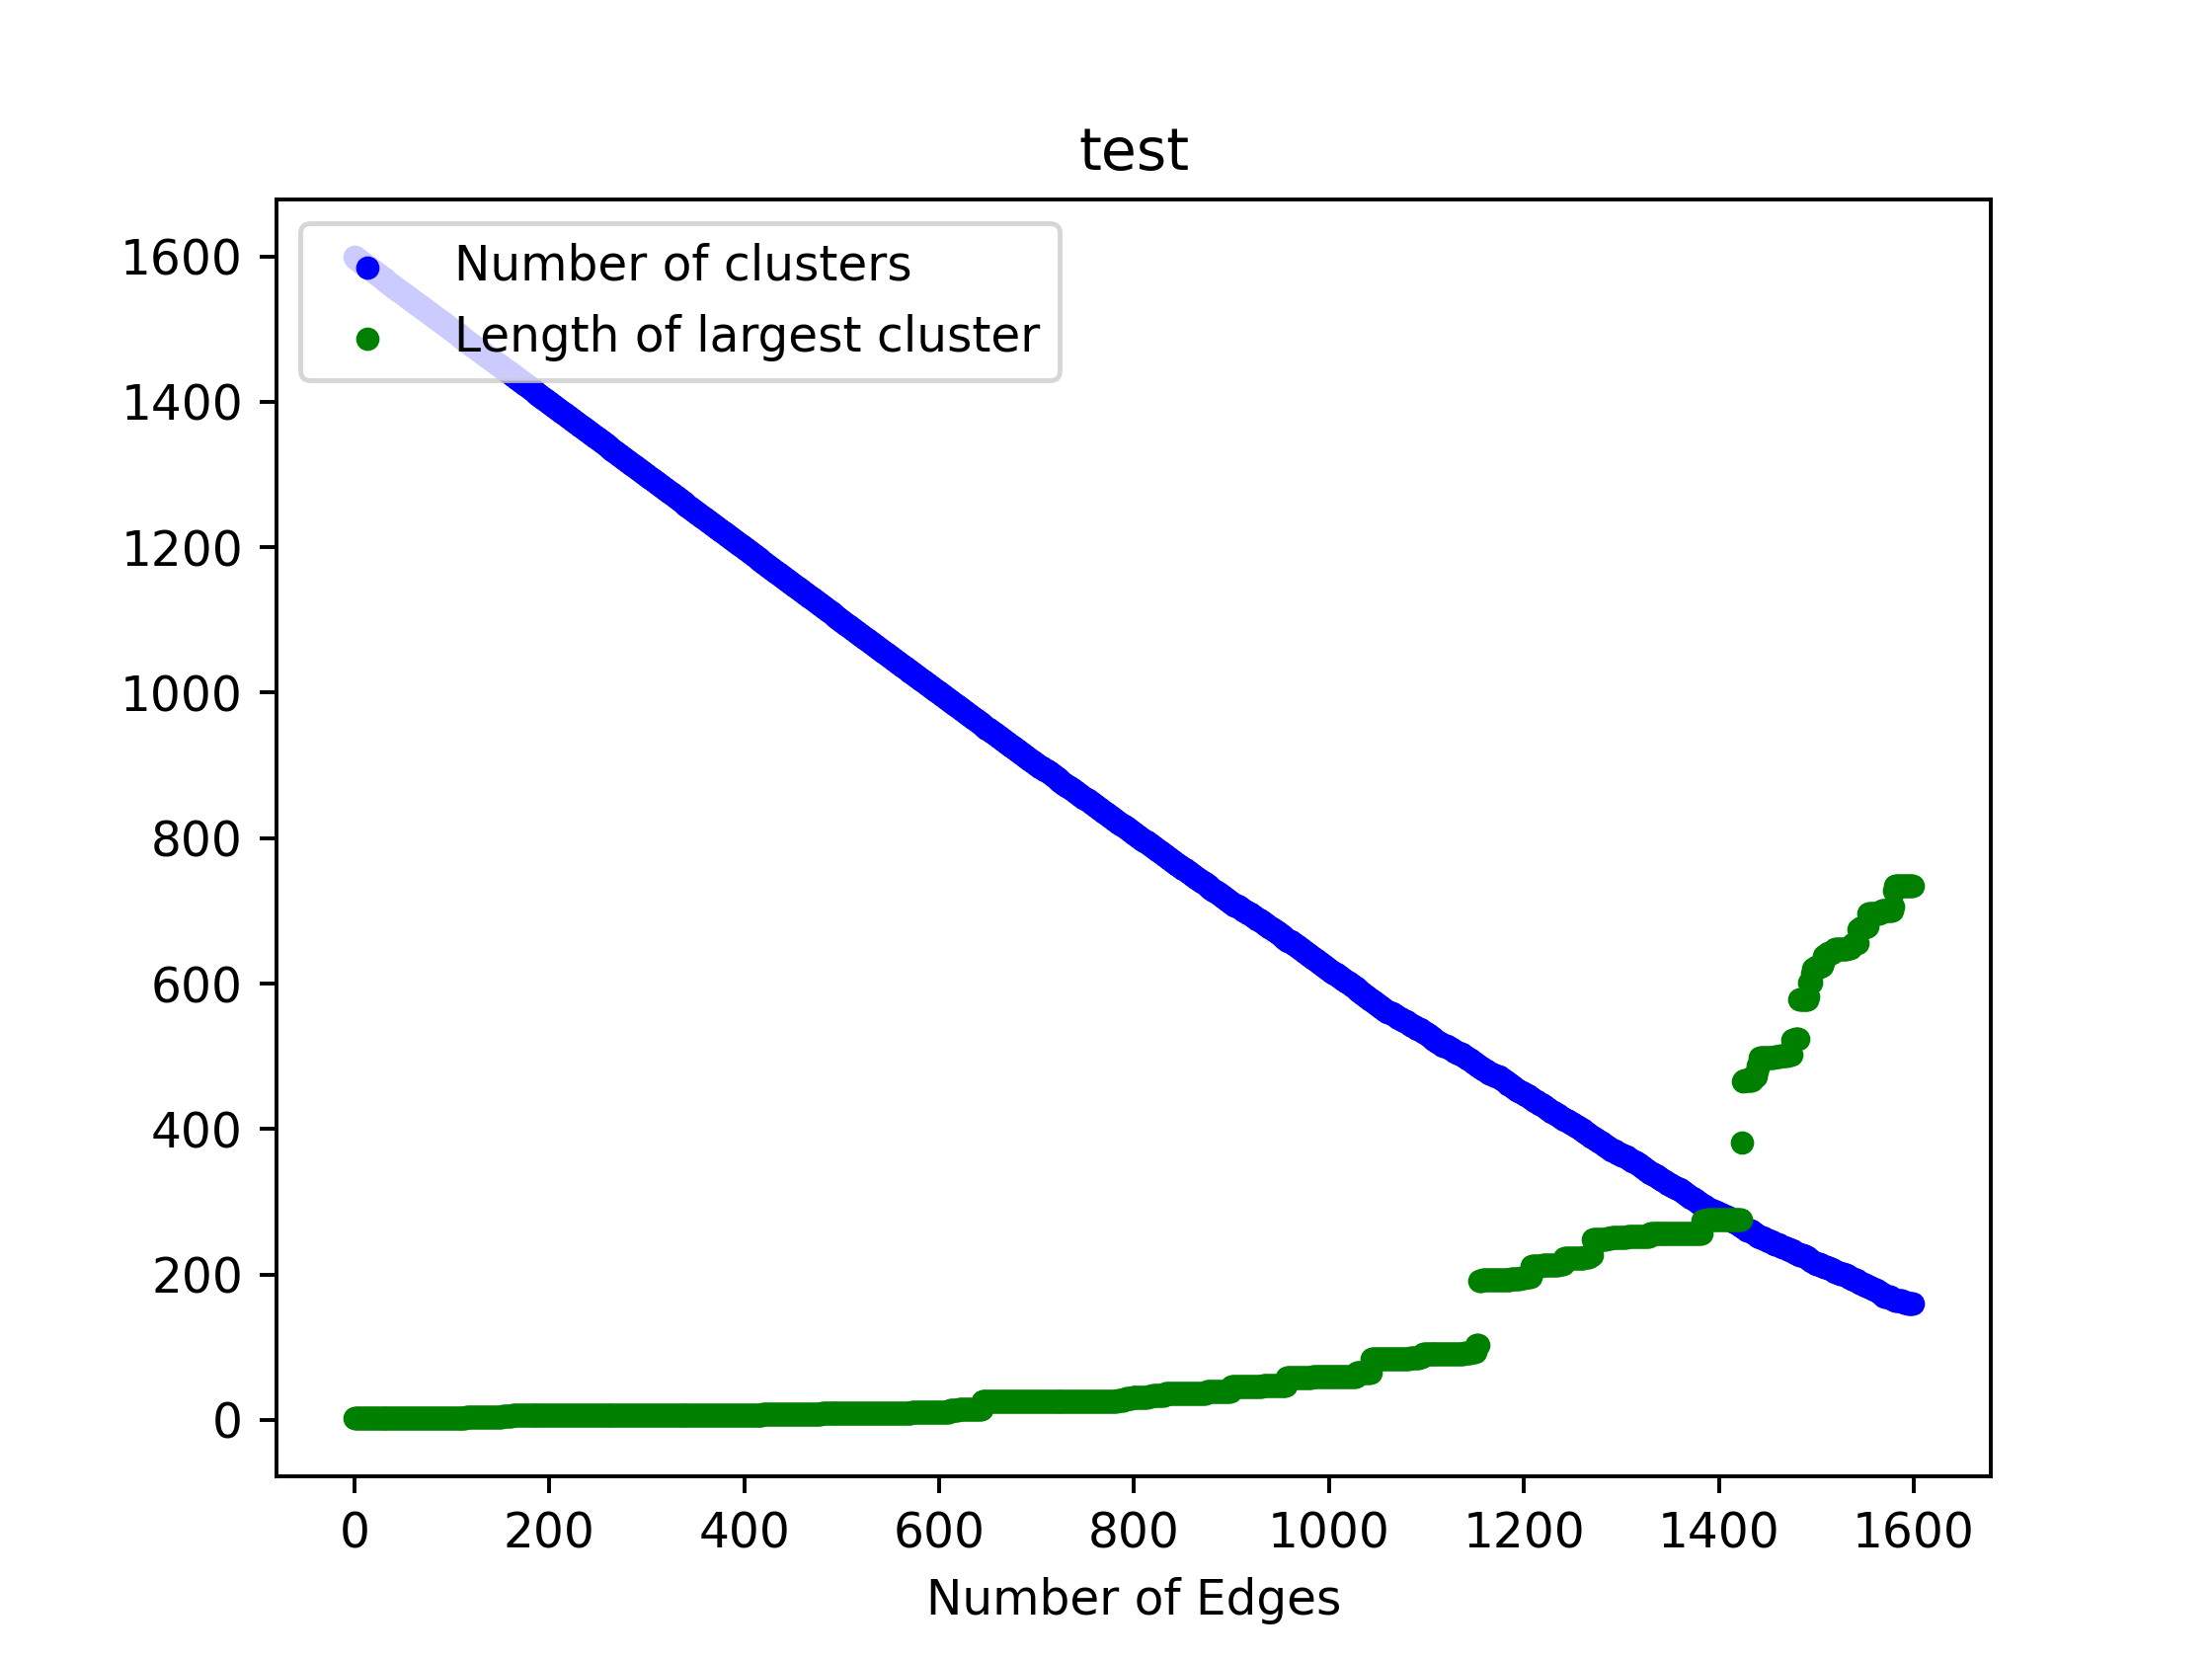 test
1600
1400
1200
1000
800
600
400
200
0
Number of clusters
Length of largest cluster
0 200 400 600 800 1000 1200 1400 1600
Number of Edges